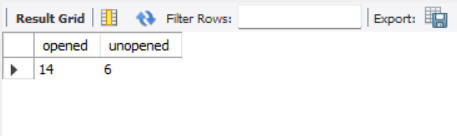 Result Grid Filter Rows: Export:
opened unopened
14 6